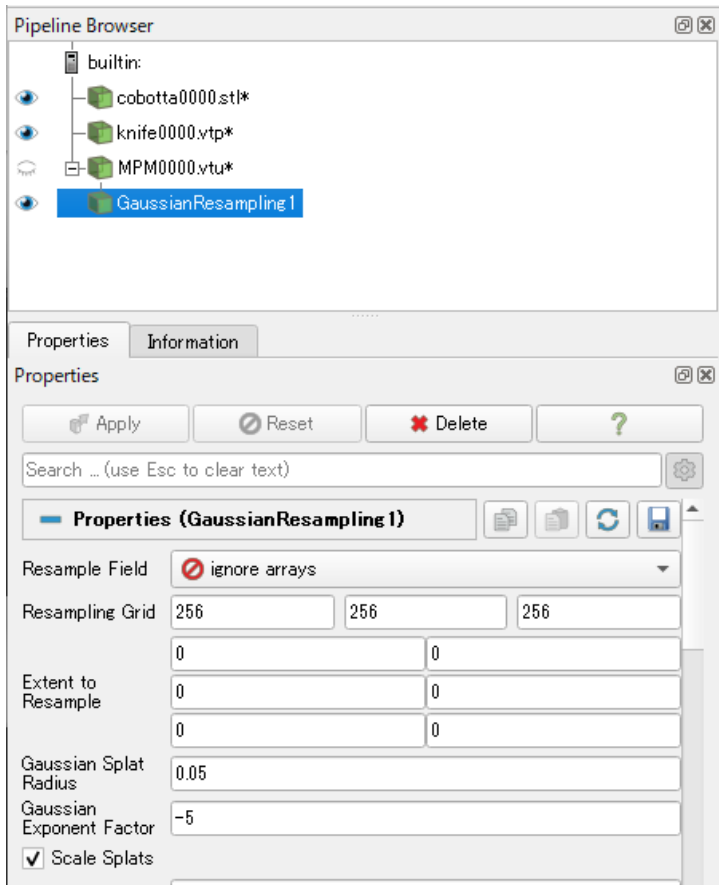 Pipeline Browser
builtin:
cobotta0000.stl*
knife0000.vtp*
MPM0000.vtu*
GaussianResampling1
Properties Information
Properties
Apply Reset Delete ?
Search ... (use Esc to clear text)
Properties (GaussianResampling1)
Resample Field ignore arrays
Resampling Grid 256 256 256
0 0
Extent to
Resample
0 0
0 0
Gaussian Splat
Radius
0.05
Gaussian
Exponent Factor
-5
Scale Splats